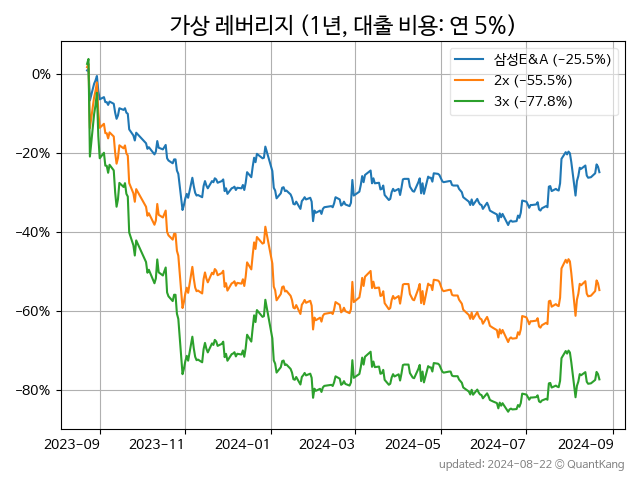 가상 레버리지 (1년, 대출 비용: 연 5%)
삼성E&A (−25.5%)
2x (−55.5%)
3x (−77.8%)
0%
−20%
−40%
−60%
−80%
2023-09 2023-11 2024-01 2024-03 2024-05 2024-07 2024-09
updated: 2024-08-22 © QuantKang